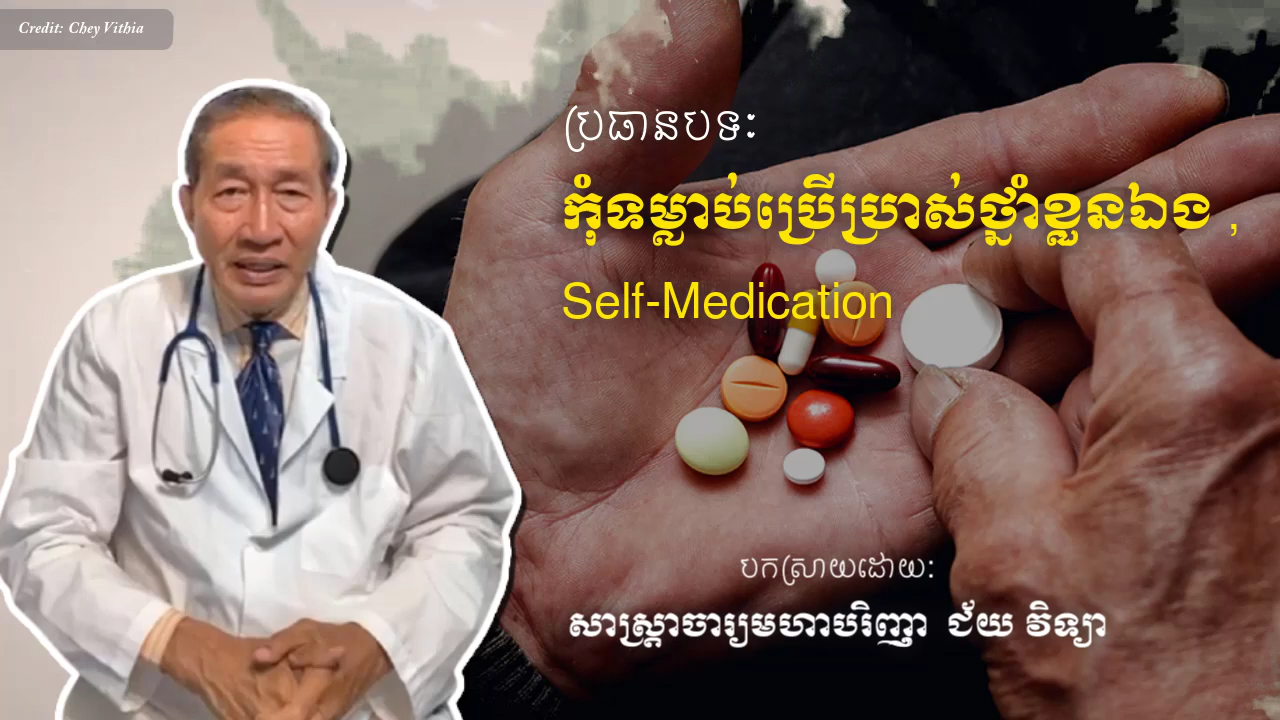 Credit: Chey Vithia
ប្រធានបទ:
កុំទម្លាប់ប្រើប្រាស់ថ្នាំខ្លួនឯង ,
Self-Medication
បកស្រាយដោយ:
សាស្ត្រាចារ្យមហាបរិញ្ញា ជ័យ វិទ្យា